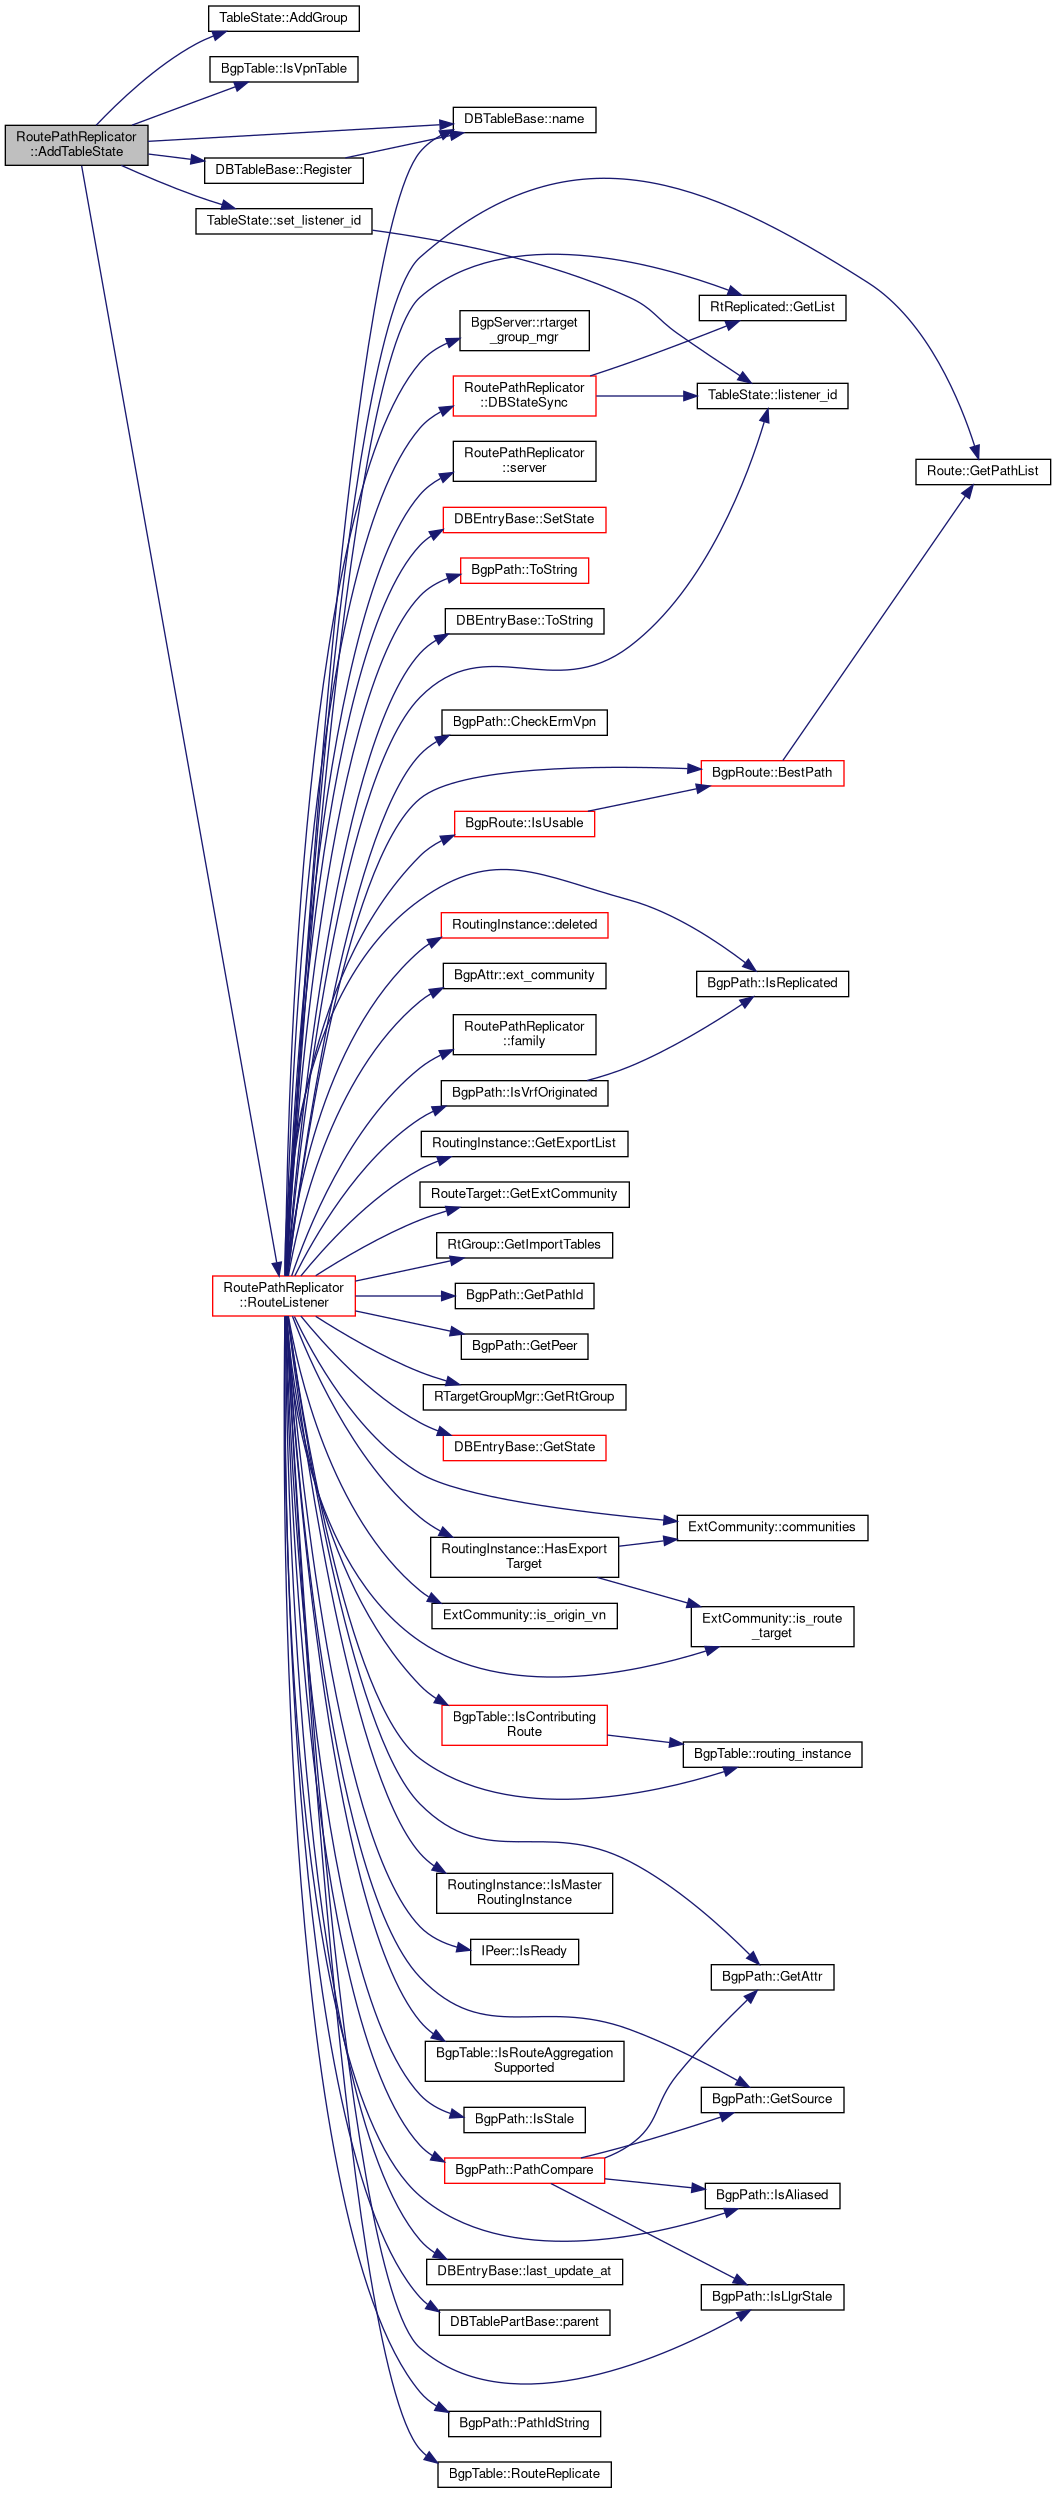 TableState::AddGroup
BgpTable::IsVpnTable
RoutePathReplicator
::AddTableState
DBTableBase::name
DBTableBase::Register
TableState::set_listener_id
RtReplicated::GetList
BgpServer::rtarget
_group_mgr
RoutePathReplicator
::DBStateSync
TableState::listener_id
RoutePathReplicator
::server
Route::GetPathList
DBEntryBase::SetState
BgpPath::ToString
DBEntryBase::ToString
BgpPath::CheckErmVpn
BgpRoute::BestPath
BgpRoute::IsUsable
RoutingInstance::deleted
BgpAttr::ext_community
BgpPath::IsReplicated
RoutePathReplicator
::family
BgpPath::IsVrfOriginated
RoutingInstance::GetExportList
RouteTarget::GetExtCommunity
RtGroup::GetImportTables
RoutePathReplicator
::RouteListener
BgpPath::GetPathId
BgpPath::GetPeer
RTargetGroupMgr::GetRtGroup
DBEntryBase::GetState
ExtCommunity::communities
RoutingInstance::HasExport
Target
ExtCommunity::is_origin_vn
ExtCommunity::is_route
_target
BgpTable::IsContributing
Route
BgpTable::routing_instance
RoutingInstance::IsMaster
RoutingInstance
IPeer::IsReady
BgpPath::GetAttr
BgpTable::IsRouteAggregation
Supported
BgpPath::GetSource
BgpPath::IsStale
BgpPath::PathCompare
BgpPath::IsAliased
DBEntryBase::last_update_at
BgpPath::IsLlgrStale
DBTablePartBase::parent
BgpPath::PathIdString
BgpTable::RouteReplicate